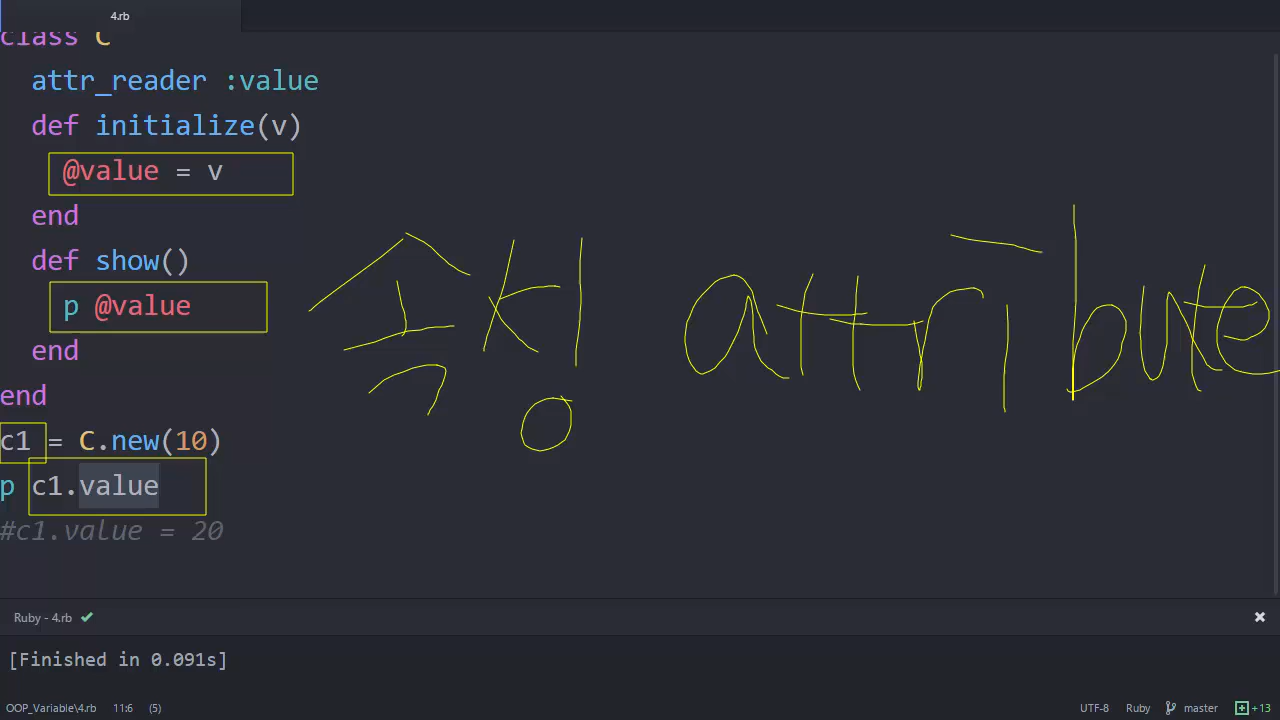 4.rb
class C
attr_reader :value
def initialize(v)
@value = v
end
def show()
p @value
end
end
c1 = C.new(10)
p c1.value
#c1.value = 20
속성 attribute
Ruby - 4.rb
[Finished in 0.091s]
OOP_Variable\4.rb 11:6 (5) UTF-8 Ruby master +13